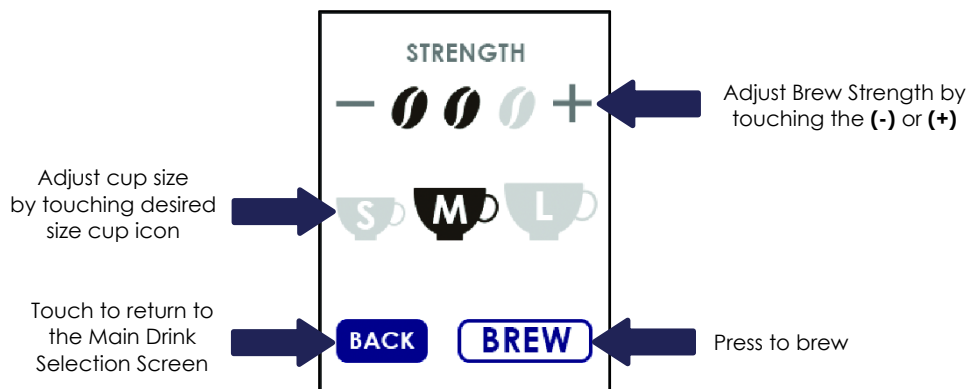 STRENGTH
Adjust Brew Strength by
touching the (-) or (+)
Adjust cup size
by touching desired
size cup icon
S M L
Touch to return to
the Main Drink
Selection Screen
BACK
BREW
Press to brew